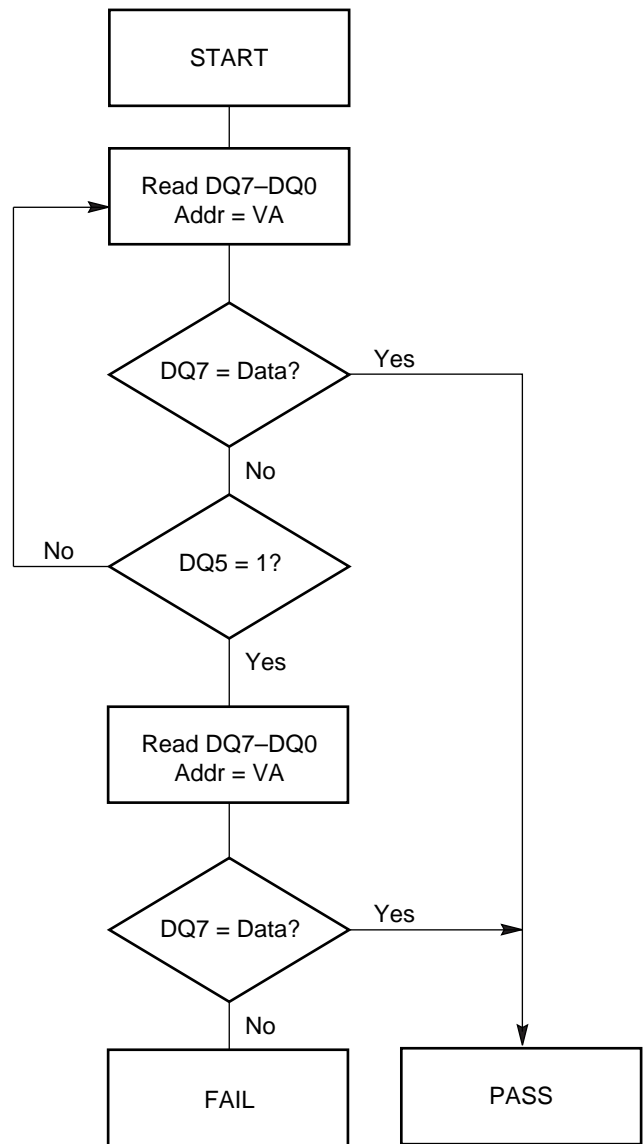 START
Read DQ7–DQ0
Addr = VA
DQ7 = Data?
Yes
No
No
DQ5 = 1?
Yes
Read DQ7–DQ0
Addr = VA
DQ7 = Data?
Yes
No
FAIL
PASS